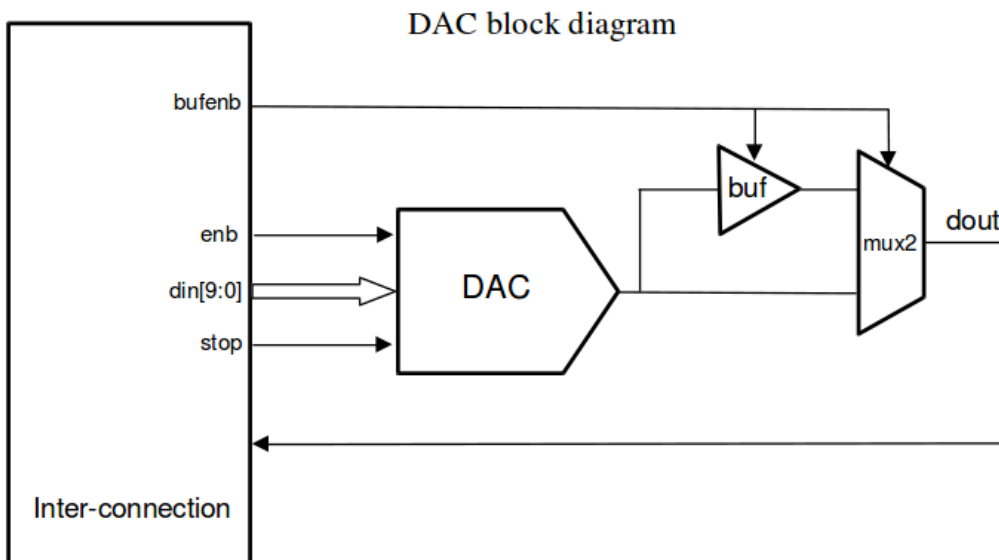 DAC block diagram
bufenb
buf
enb
dout
mux2
din[9:0]
DAC
stop
Inter-connection